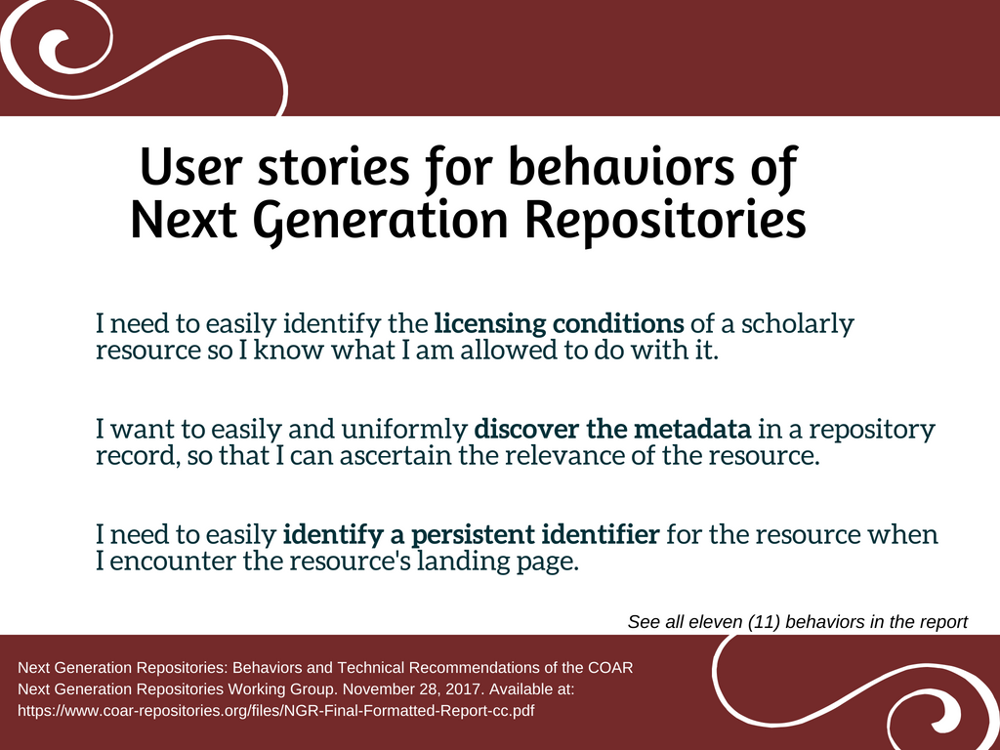 User stories for behaviors of
Next Generation Repositories
I need to easily identify the licensing conditions of a scholarly
resource so I know what I am allowed to do with it.
I want to easily and uniformly discover the metadata in a repository
record, so that I can ascertain the relevance of the resource.
I need to easily identify a persistent identifier for the resource when
I encounter the resource's landing page.
See all eleven (11) behaviors in the report
Next Generation Repositories: Behaviors and Technical Recommendations of the COAR
Next Generation Repositories Working Group. November 28, 2017. Available at:
https://www.coar-repositories.org/files/NGR-Final-Formatted-Report-cc.pdf